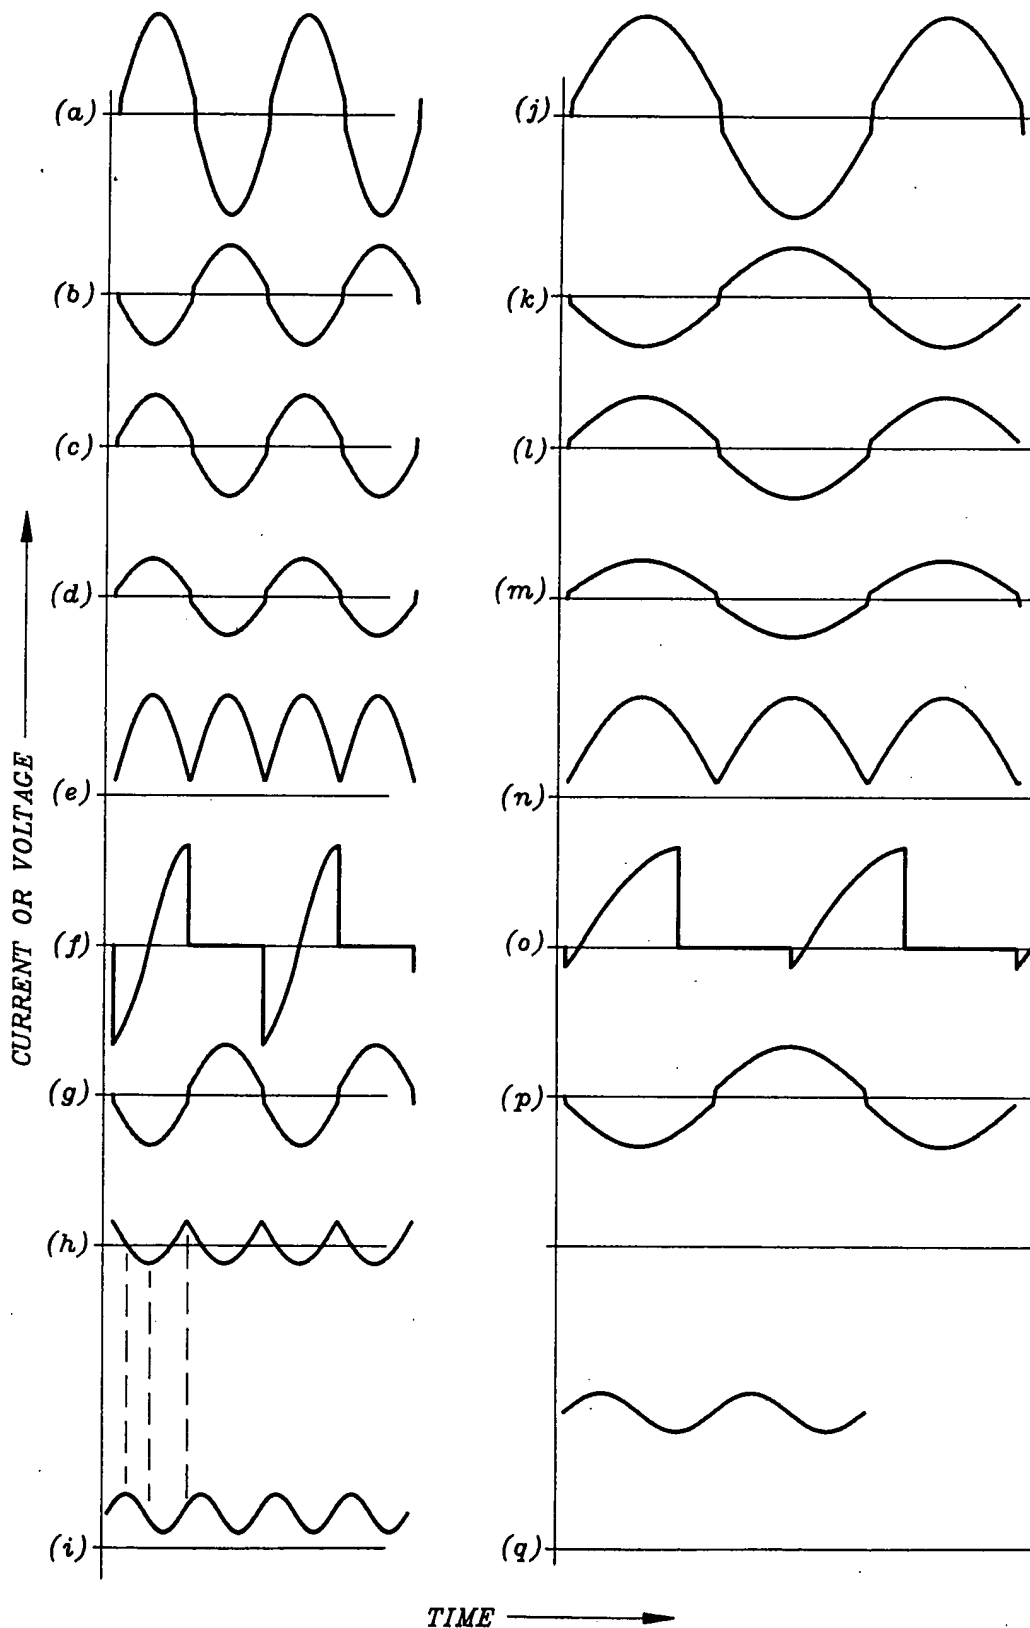 (a)
(b)
(c)
(d)
(e)
(f)
(g)
(h)
(i)
(j)
(k)
(l)
(m)
(n)
(o)
(p)
(q)
CURRENT OR VOLTAGE
TIME